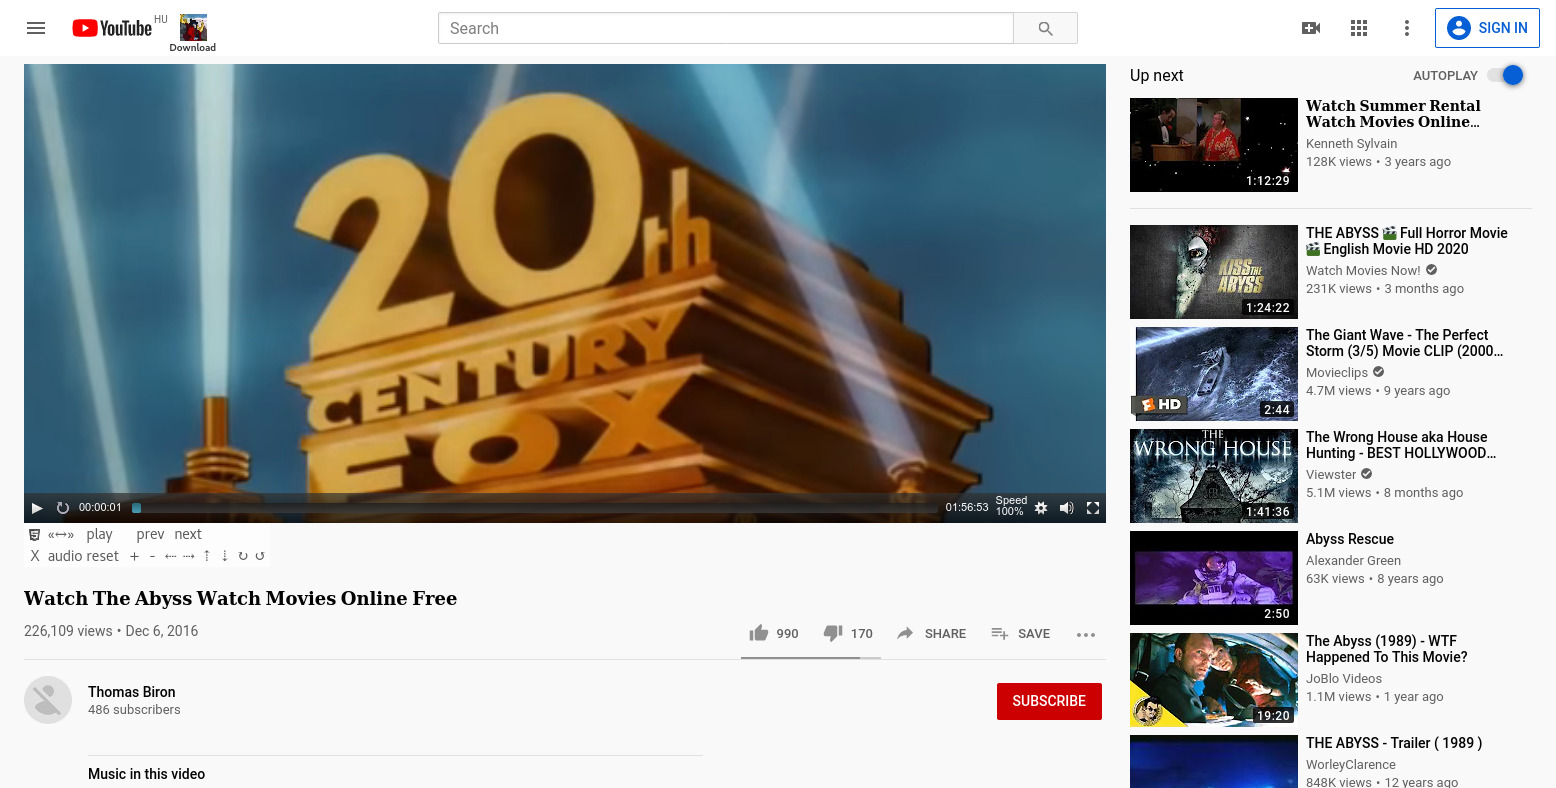 YouTube HU
Download
Search
SIGN IN
20th
CENTURY
FOX
00:00:01
01:56:53
Speed
100%
«↔» play prev next
X audio reset + - ⇠ ⇢ ⇡ ⇣ ↻ ↺
Watch The Abyss Watch Movies Online Free
226,109 views • Dec 6, 2016
990 170 SHARE SAVE
Thomas Biron
486 subscribers
SUBSCRIBE
Music in this video
Up next
AUTOPLAY
Watch Summer Rental
Watch Movies Online…
Kenneth Sylvain
128K views • 3 years ago
1:12:29
THE ABYSS 🎬 Full Horror Movie
🎬 English Movie HD 2020
Watch Movies Now!
231K views • 3 months ago
KISS THE
ABYSS
1:24:22
The Giant Wave - The Perfect
Storm (3/5) Movie CLIP (2000…
Movieclips
4.7M views • 9 years ago
HD
2:44
The Wrong House aka House
Hunting - BEST HOLLYWOOD…
Viewster
5.1M views • 8 months ago
THE
WRONG HOUSE
1:41:36
Abyss Rescue
Alexander Green
63K views • 8 years ago
2:50
The Abyss (1989) - WTF
Happened To This Movie?
JoBlo Videos
1.1M views • 1 year ago
19:20
THE ABYSS - Trailer ( 1989 )
WorleyClarence
848K views • 12 years ago